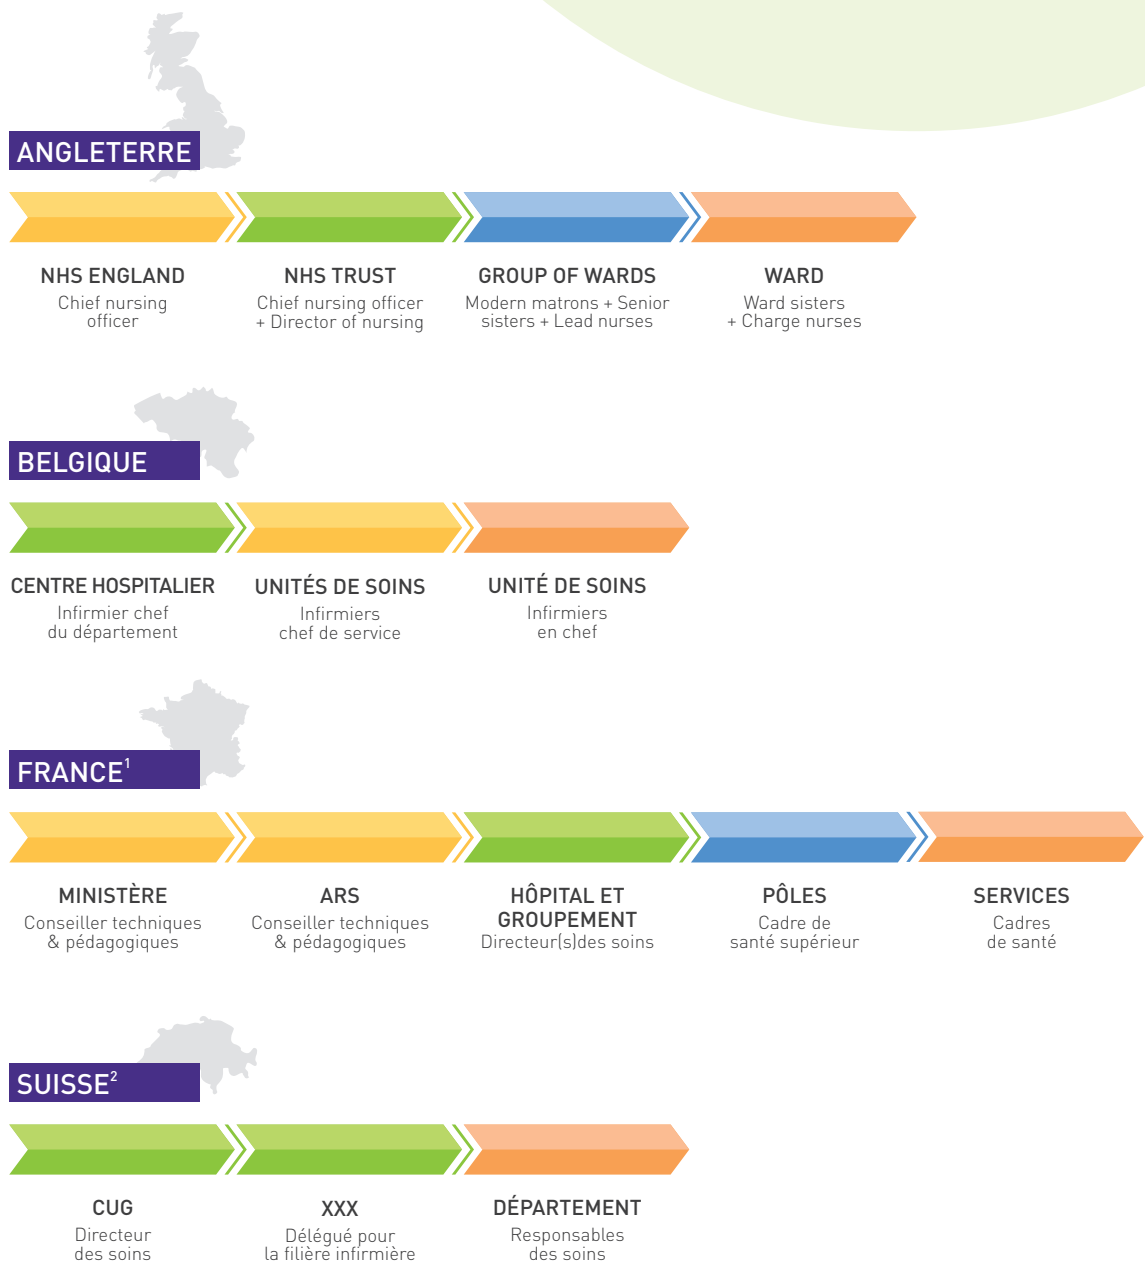 ANGLETERRE
NHS ENGLAND
Chief nursing
officer
NHS TRUST
Chief nursing officer
+ Director of nursing
GROUP OF WARDS
Modern matrons + Senior
sisters + Lead nurses
WARD
Ward sisters
+ Charge nurses
BELGIQUE
CENTRE HOSPITALIER
Infirmier chef
du département
UNITÉS DE SOINS
Infirmiers
chef de service
UNITÉ DE SOINS
Infirmiers
en chef
FRANCE¹
MINISTÈRE
Conseiller techniques
& pédagogiques
ARS
Conseiller techniques
& pédagogiques
HÔPITAL ET
GROUPEMENT
Directeur(s)des soins
PÔLES
Cadre de
santé supérieur
SERVICES
Cadres
de santé
SUISSE²
CUG
Directeur
des soins
XXX
Délégué pour
la filière infirmière
DÉPARTEMENT
Responsables
des soins